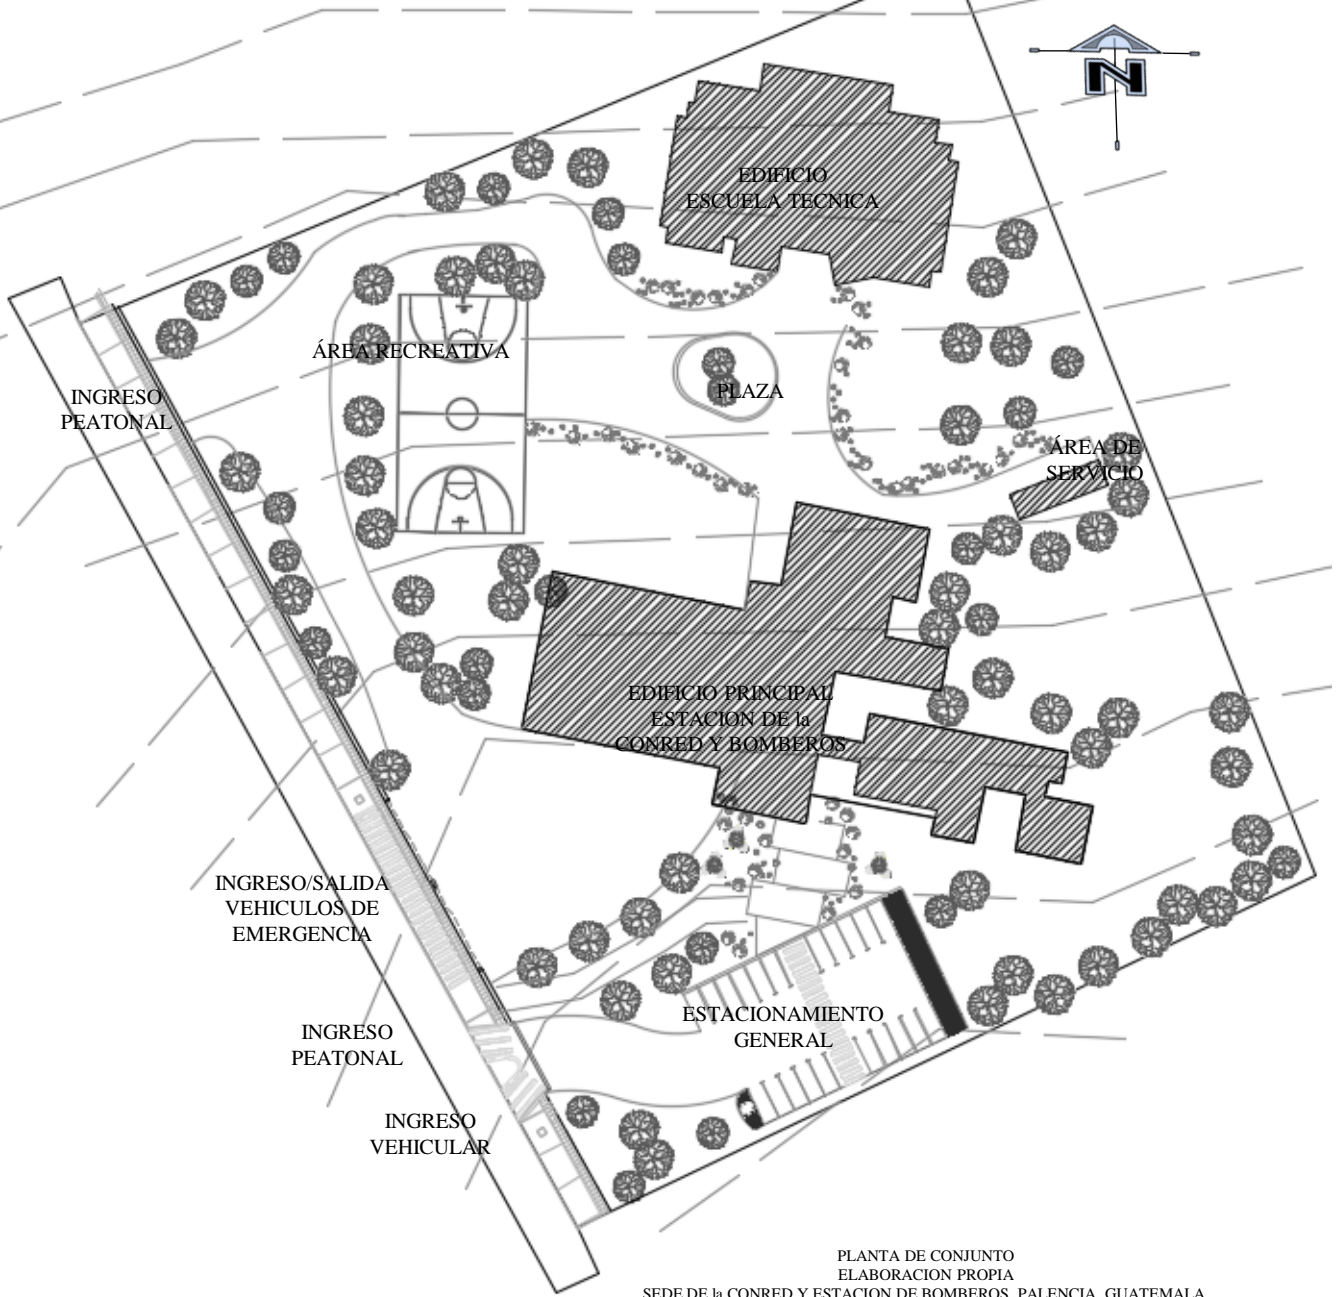 N
EDIFICIO
ESCUELA TECNICA
ÁREA RECREATIVA
INGRESO
PEATONAL
PLAZA
ÁREA DE
SERVICIO
EDIFICIO PRINCIPAL
ESTACION DE la
CONRED Y BOMBEROS
INGRESO/SALIDA
VEHICULOS DE
EMERGENCIA
ESTACIONAMIENTO
GENERAL
INGRESO
PEATONAL
INGRESO
VEHICULAR
PLANTA DE CONJUNTO
ELABORACION PROPIA
SEDE DE la CONRED Y ESTACION DE BOMBEROS, PALENCIA, GUATEMALA